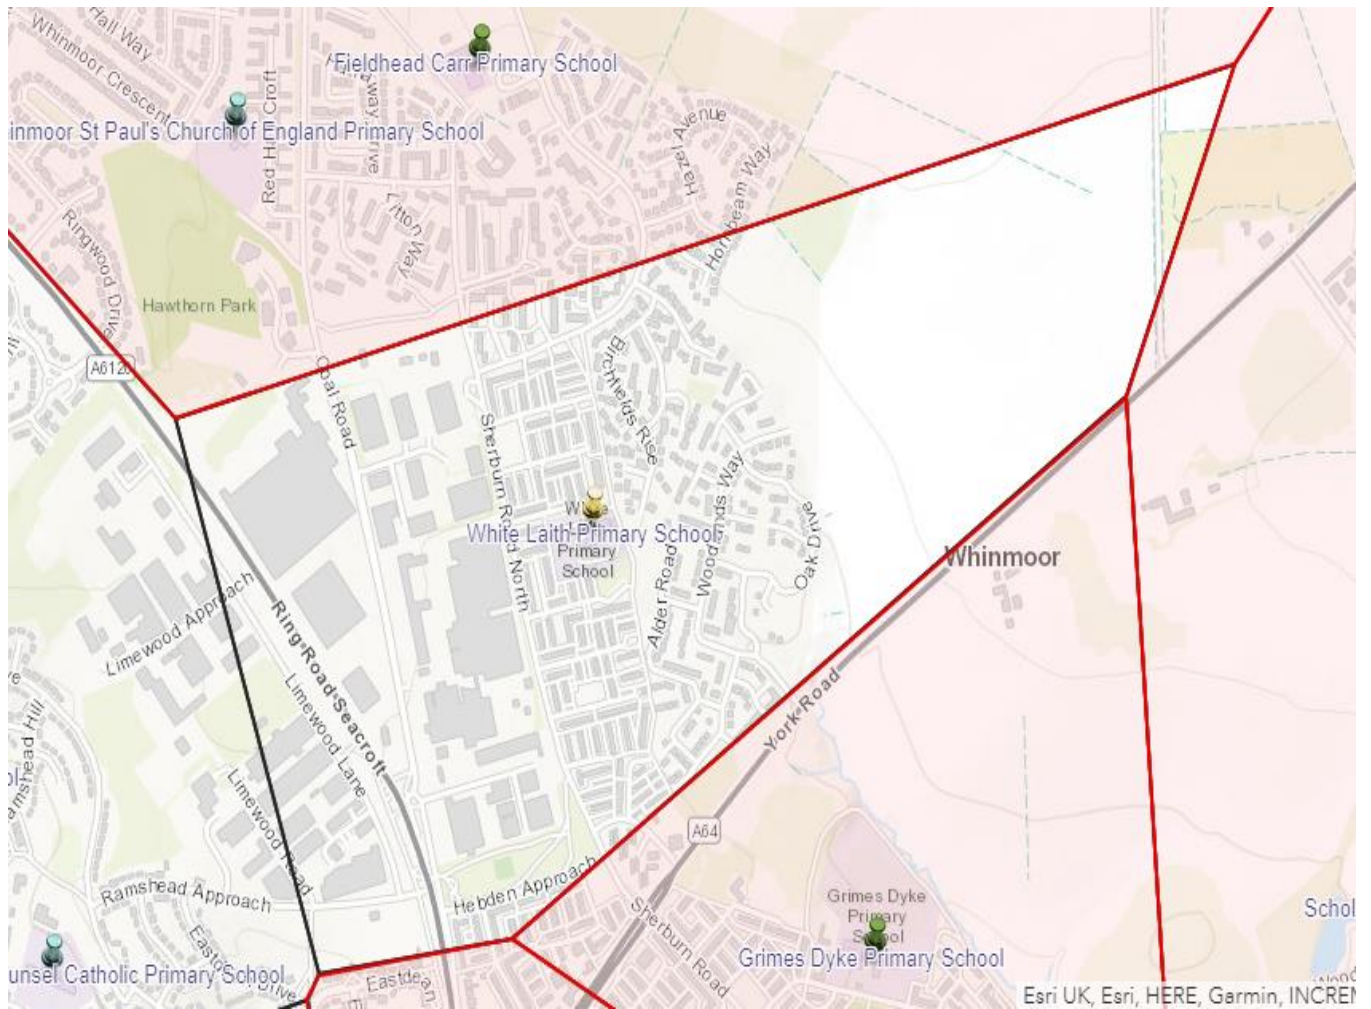 Hall Way
Whinmoor Crescent
Fieldhead Carr Primary School
inmoor St Paul's Church of England Primary School
Red Hall Croft
Hazel Avenue
Hornbeam Way
Lytton Way
Ringwood Drive
Hawthorn Park
A6120
Coal Road
Birchfields Rise
Sherburn Road North
White Laith Primary School
Primary
School
Woodlands Way
Alder Road
Oak Drive
Whinmoor
Limewood Approach
Ring Road Seacroft
Limewood Lane
York Road
Limewood Road
A64
Ramshead Approach
Hebden Approach
Sherburn Road
Grimes Dyke
Primary
School
Grimes Dyke Primary School
unsel Catholic Primary School
Eastdean
Schol
Esri UK, Esri, HERE, Garmin, INCREM